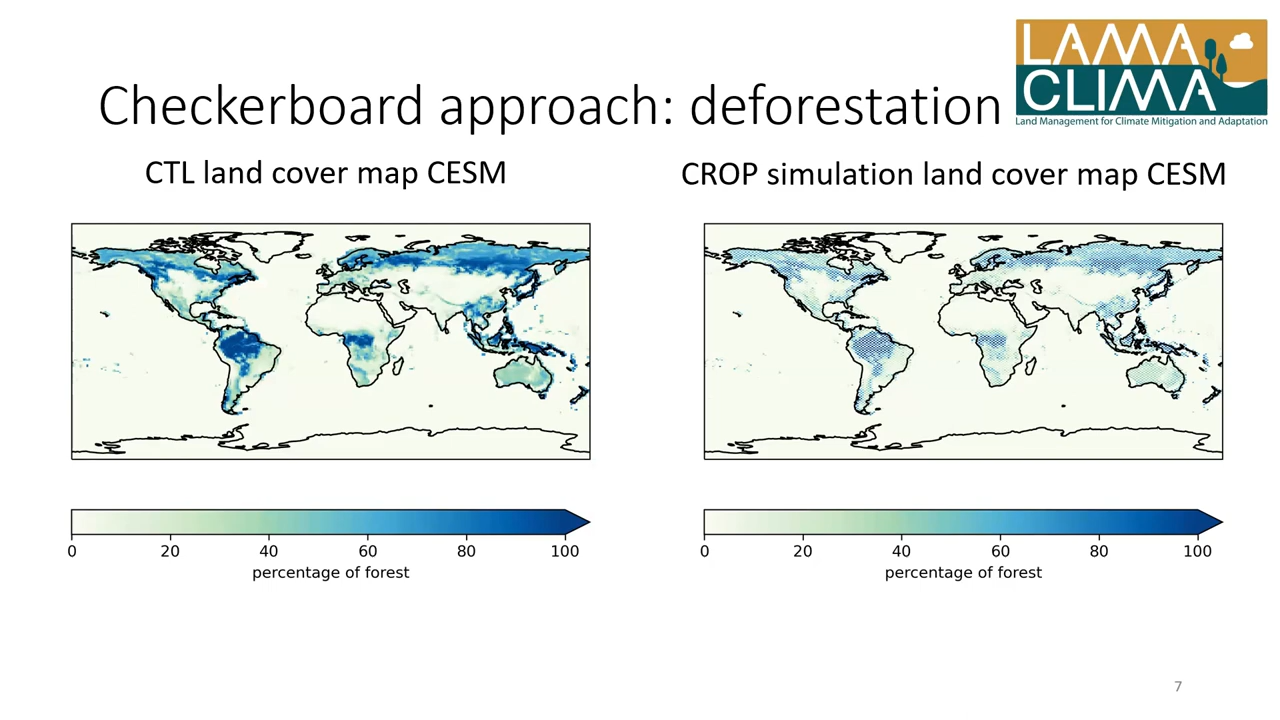 LAMA
CLIMA
Land Management for Climate Mitigation and Adaptation
Checkerboard approach: deforestation
CTL land cover map CESM
CROP simulation land cover map CESM
0 20 40 60 80 100
percentage of forest
0 20 40 60 80 100
percentage of forest
7